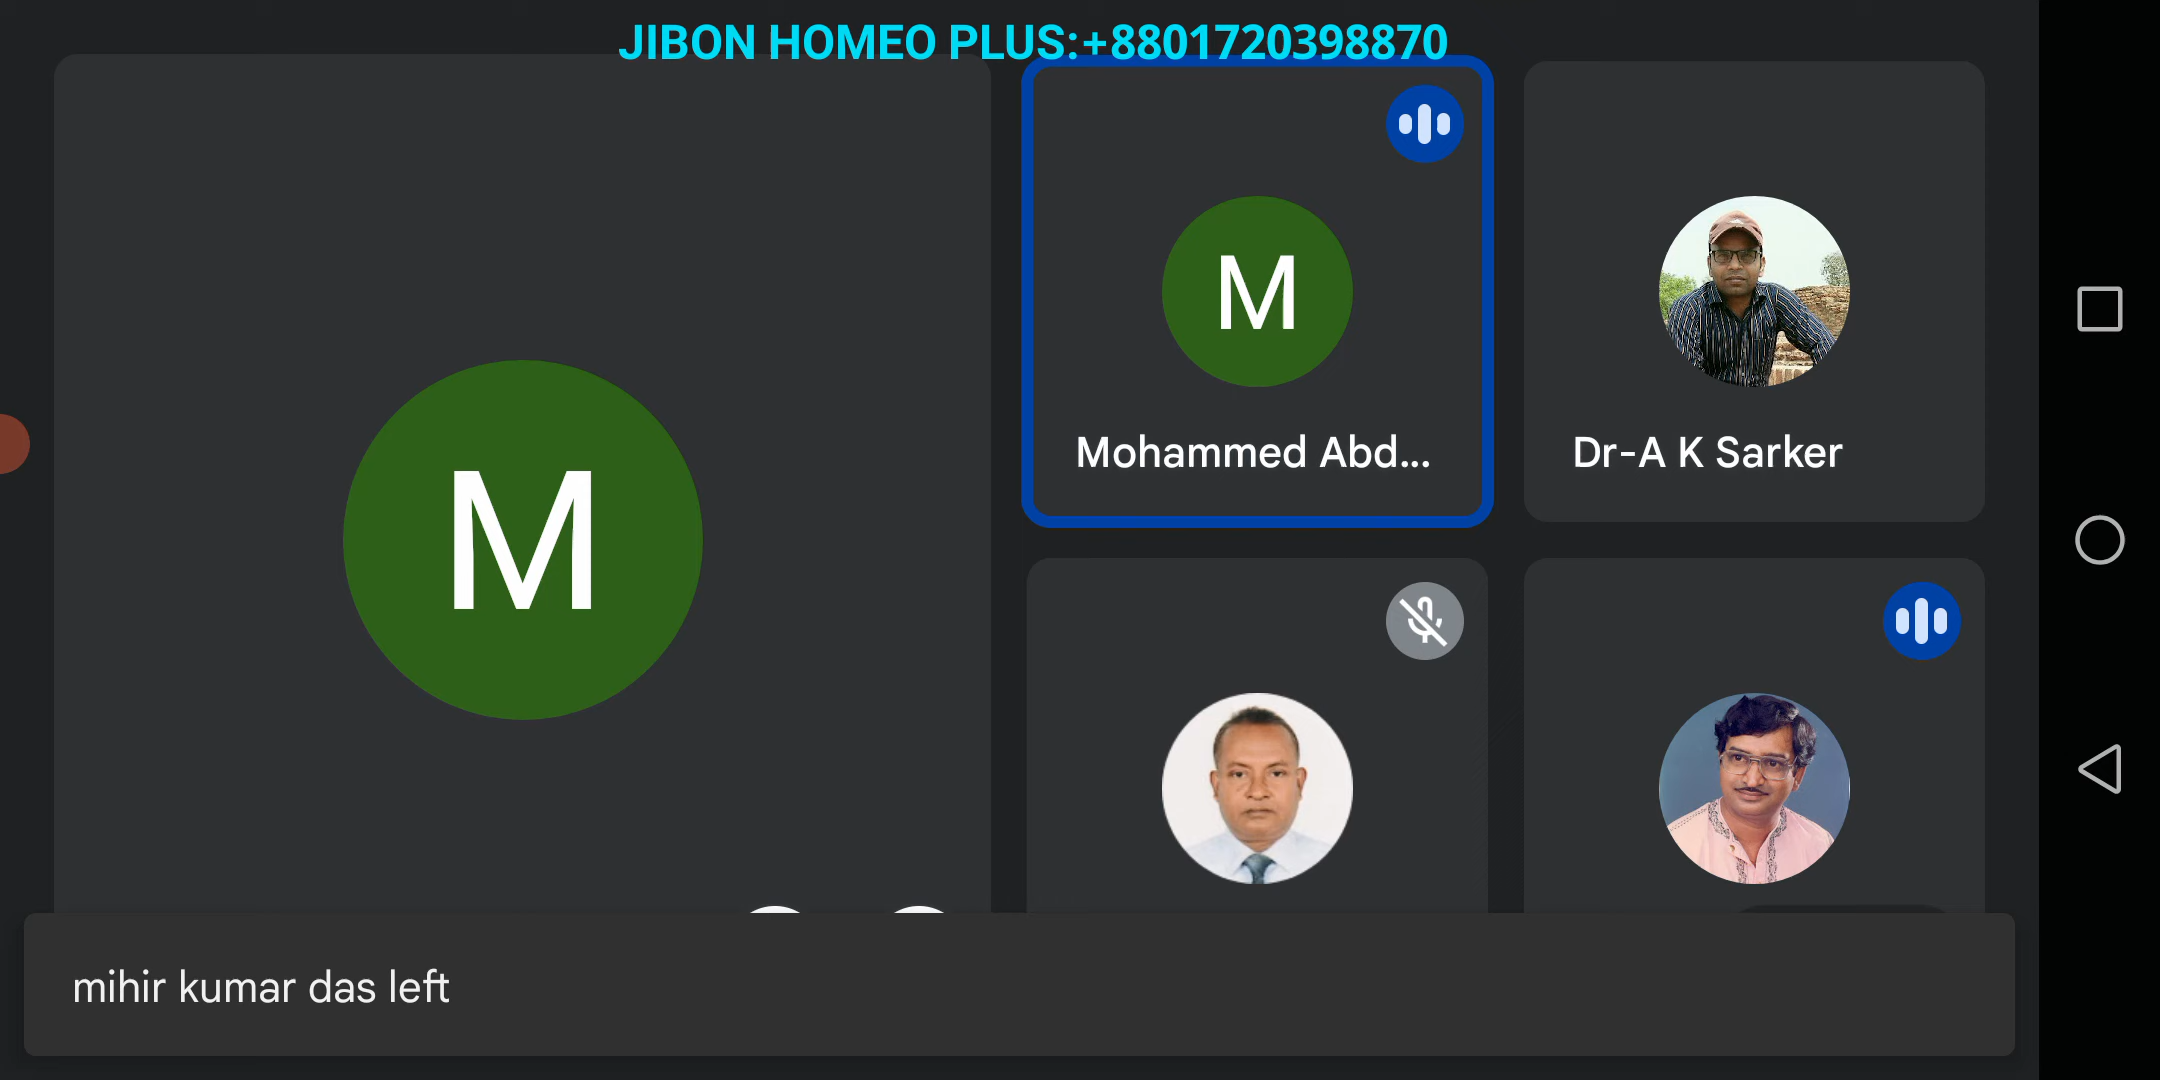 JIBON HOMEO PLUS:+8801720398870
M
M
Mohammed Abd...
Dr-A K Sarker
mihir kumar das left